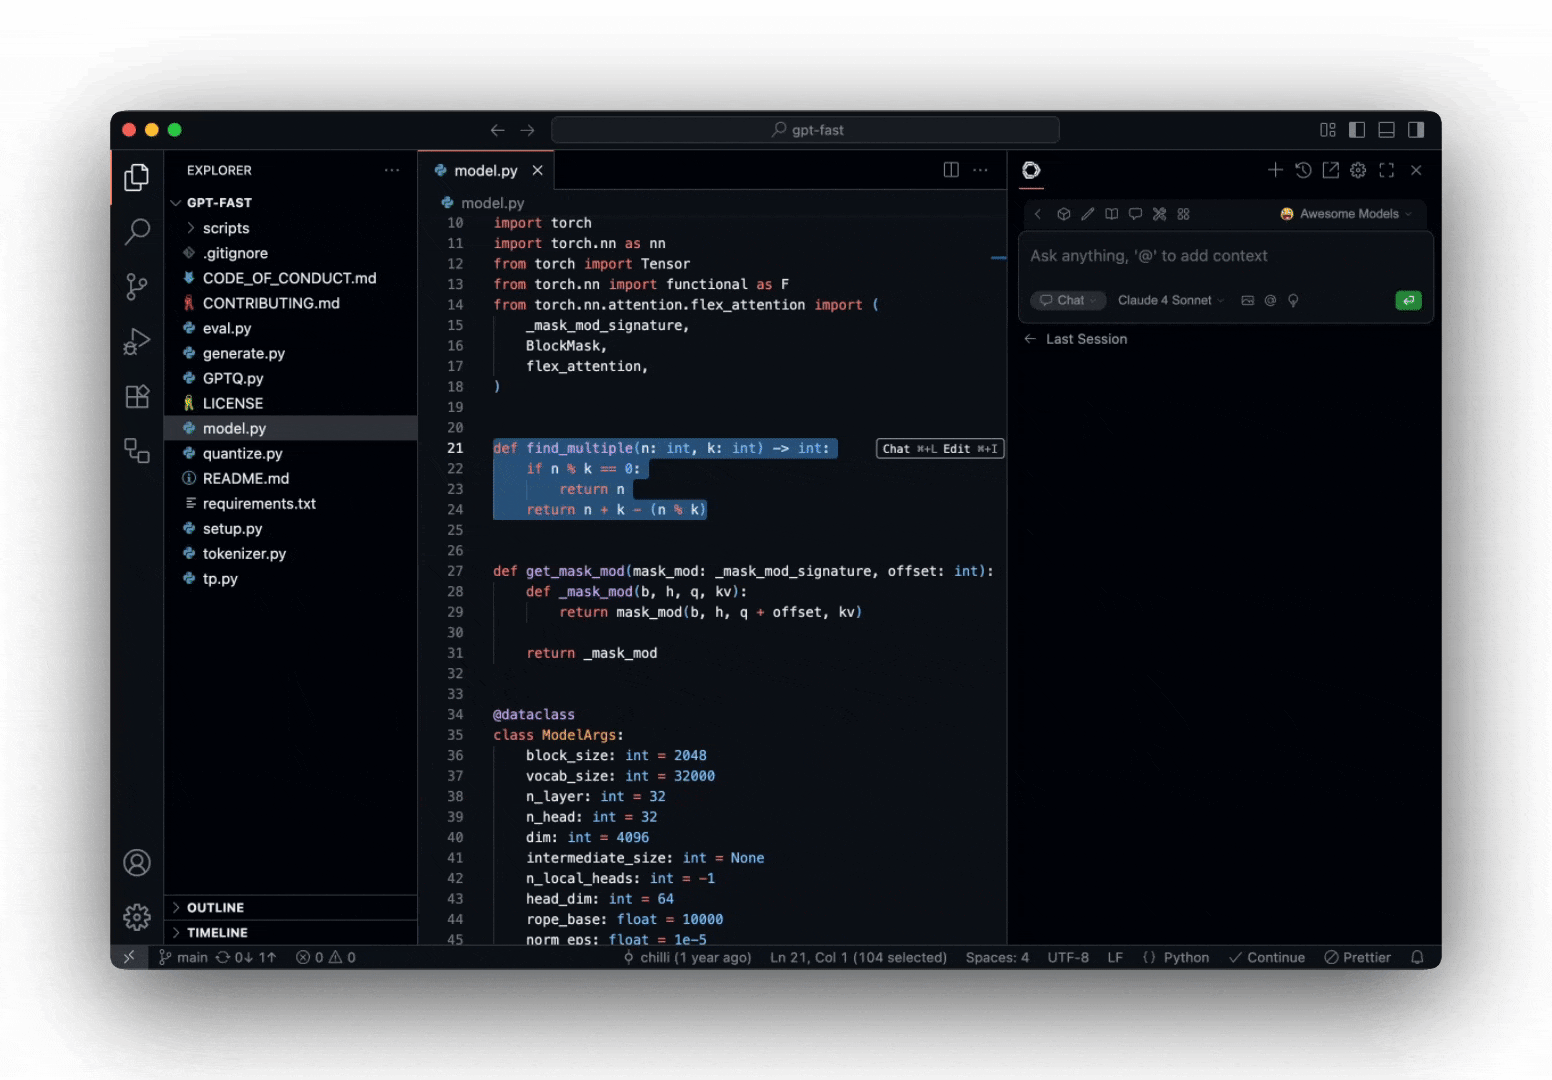 gpt-fast
EXPLORER
GPT-FAST
scripts
.gitignore
CODE_OF_CONDUCT.md
CONTRIBUTING.md
eval.py
generate.py
GPTQ.py
LICENSE
model.py
quantize.py
README.md
requirements.txt
setup.py
tokenizer.py
tp.py
OUTLINE
TIMELINE
model.py
model.py
10 import torch
11 import torch.nn as nn
12 from torch import Tensor
13 from torch.nn import functional as F
14 from torch.nn.attention.flex_attention import (
15 _mask_mod_signature,
16 BlockMask,
17 flex_attention,
18 )
19
20
21 def find_multiple(n: int, k: int) -> int:
Chat ⌘+L Edit ⌘+I
22 if n % k == 0:
23 return n
24 return n + k - (n % k)
25
26
27 def get_mask_mod(mask_mod: _mask_mod_signature, offset: int):
28 def _mask_mod(b, h, q, kv):
29 return mask_mod(b, h, q + offset, kv)
30
31 return _mask_mod
32
33
34 @dataclass
35 class ModelArgs:
36 block_size: int = 2048
37 vocab_size: int = 32000
38 n_layer: int = 32
39 n_head: int = 32
40 dim: int = 4096
41 intermediate_size: int = None
42 n_local_heads: int = -1
43 head_dim: int = 64
44 rope_base: float = 10000
45 norm_eps: float = 1e-5
Awesome Models
Ask anything, '@' to add context
Chat
Claude 4 Sonnet
Last Session
main 0↓ 1↑ 0 0 chilli (1 year ago) Ln 21, Col 1 (104 selected) Spaces: 4 UTF-8 LF {} Python Continue Prettier